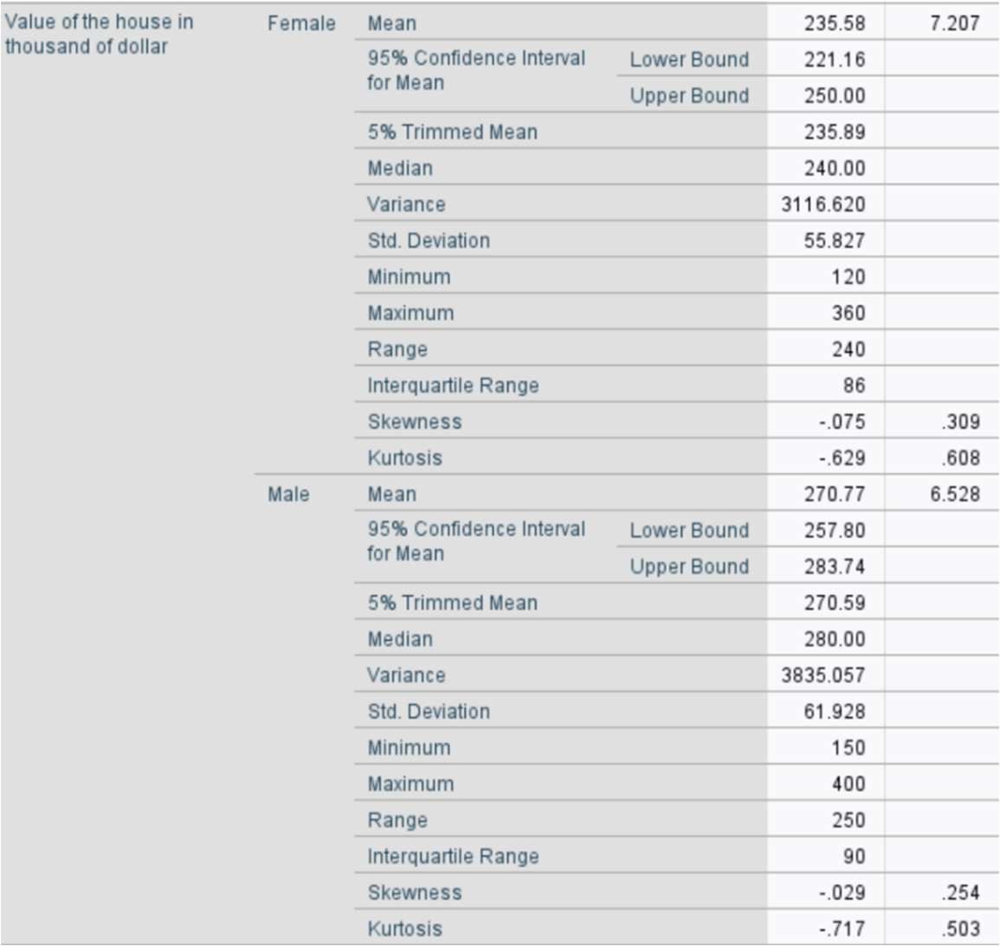 Value of the house in Female Mean 235.58 7.207
thousand of dollar
95% Confidence Interval Lower Bound 221.16
for Mean
Upper Bound 250.00
5% Trimmed Mean 235.89
Median 240.00
Variance 3116.620
Std. Deviation 55.827
Minimum 120
Maximum 360
Range 240
Interquartile Range 86
Skewness -.075 .309
Kurtosis -.629 .608
Male Mean 270.77 6.528
95% Confidence Interval Lower Bound 257.80
for Mean
Upper Bound 283.74
5% Trimmed Mean 270.59
Median 280.00
Variance 3835.057
Std. Deviation 61.928
Minimum 150
Maximum 400
Range 250
Interquartile Range 90
Skewness -.029 .254
Kurtosis -.717 .503